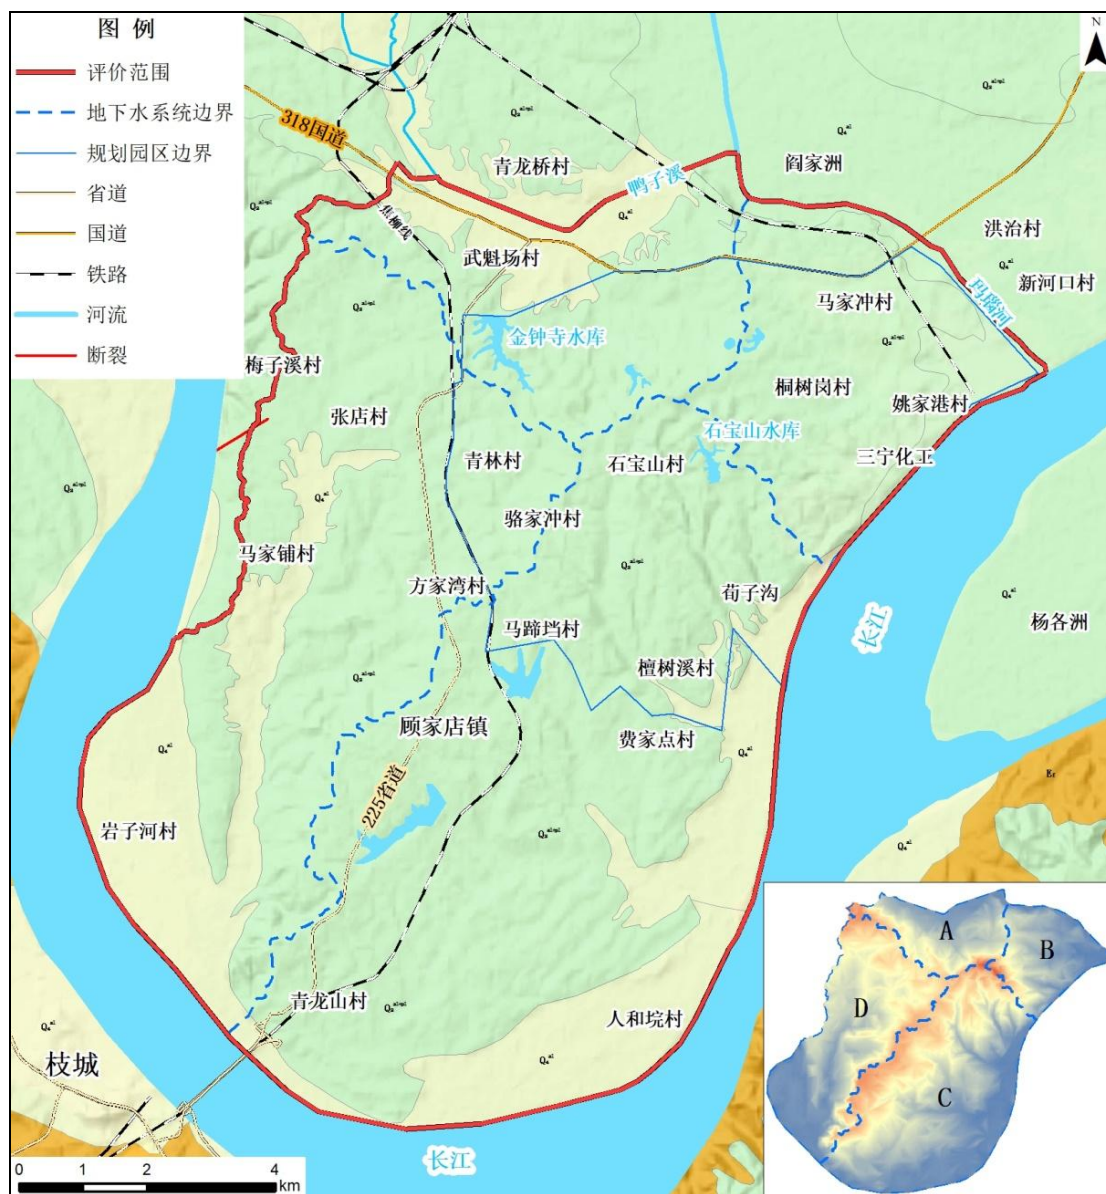 图 例
评价范围
地下水系统边界
规划园区边界
省道
国道
铁路
河流
断裂
N
318国道
焦柳线
青龙桥村
鸭子溪
阎家洲
武魁场村
洪治村
新河口村
玛瑙河
马家冲村
金钟寺水库
梅子溪村
张店村
桐树岗村
姚家港村
石宝山水库
青林村
石宝山村
三宁化工
骆家冲村
马家铺村
方家湾村
荀子沟
马蹄垱村
长江
杨各洲
檀树溪村
顾家店镇
费家点村
225省道
岩子河村
青龙山村
人和垸村
枝城
长江
A
B
C
D
0 1 2 4
km